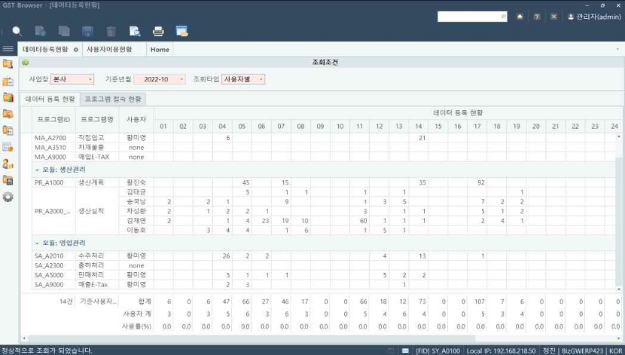 GST Browser - [데이터등록현황]
관리자(admin)
데이터등록현황 사용자이용현황 Home
조회조건
사업장 본사 기준년월 2022-10 조회타입 사용자별
데이터 등록 현황 프로그램 접속 현황
프로그램ID 프로그램명 사용자 데이터 등록 현황
01 02 03 04 05 06 07 08 09 10 11 12 13 14 15 16 17 18 19 20 21 22 23 24
MA_A2700 직접입고 황미영 6 21
MA_A3510 자재불출 none
MA_A9000 매입E-TAX none
모듈: 생산관리
PR_A1000 생산계획 황진숙 45 15 35 92
김태균 5 1 1 1 1 1
송국남 2 2 1 9 1 3 5 7 2 2
PR_A2000_... 생산실적 차성환 2 1 2 2 1 3 1 1 5 1 2
김재연 2 1 4 23 19 10 60 1 1 1 2 4 1
이동호 3 4 4 1 6 1 5 1
모듈: 영업관리
SA_A2010 수주처리 황미영 26 2 2 4 13 1
SA_A2300 출하처리 none
SA_A5000 판매처리 황미영 5 1 1 1 5 2 2
SA_A9000 매출E-Tax 황미영 2 3 1
14건 기준사용자... 합계 6 0 6 47 66 27 46 17 0 0 66 18 12 73 0 0 107 7 6 0 0 0 0 0
사용자 계 3 0 3 5 6 3 6 3 0 0 5 4 6 4 0 0 5 3 4 0 0 0 0 0
사용률(%) 0.0 0.0 0.0 0.0 0.0 0.0 0.0 0.0 0.0 0.0 0.0 0.0 0.0 0.0 0.0 0.0 0.0 0.0 0.0 0.0 0.0 0.0 0.0 0.0
정상적으로 조회가 되었습니다. [FID] SY_A0100 Local IP: 192.168.218.50 정진 BizGWERP423 KOR